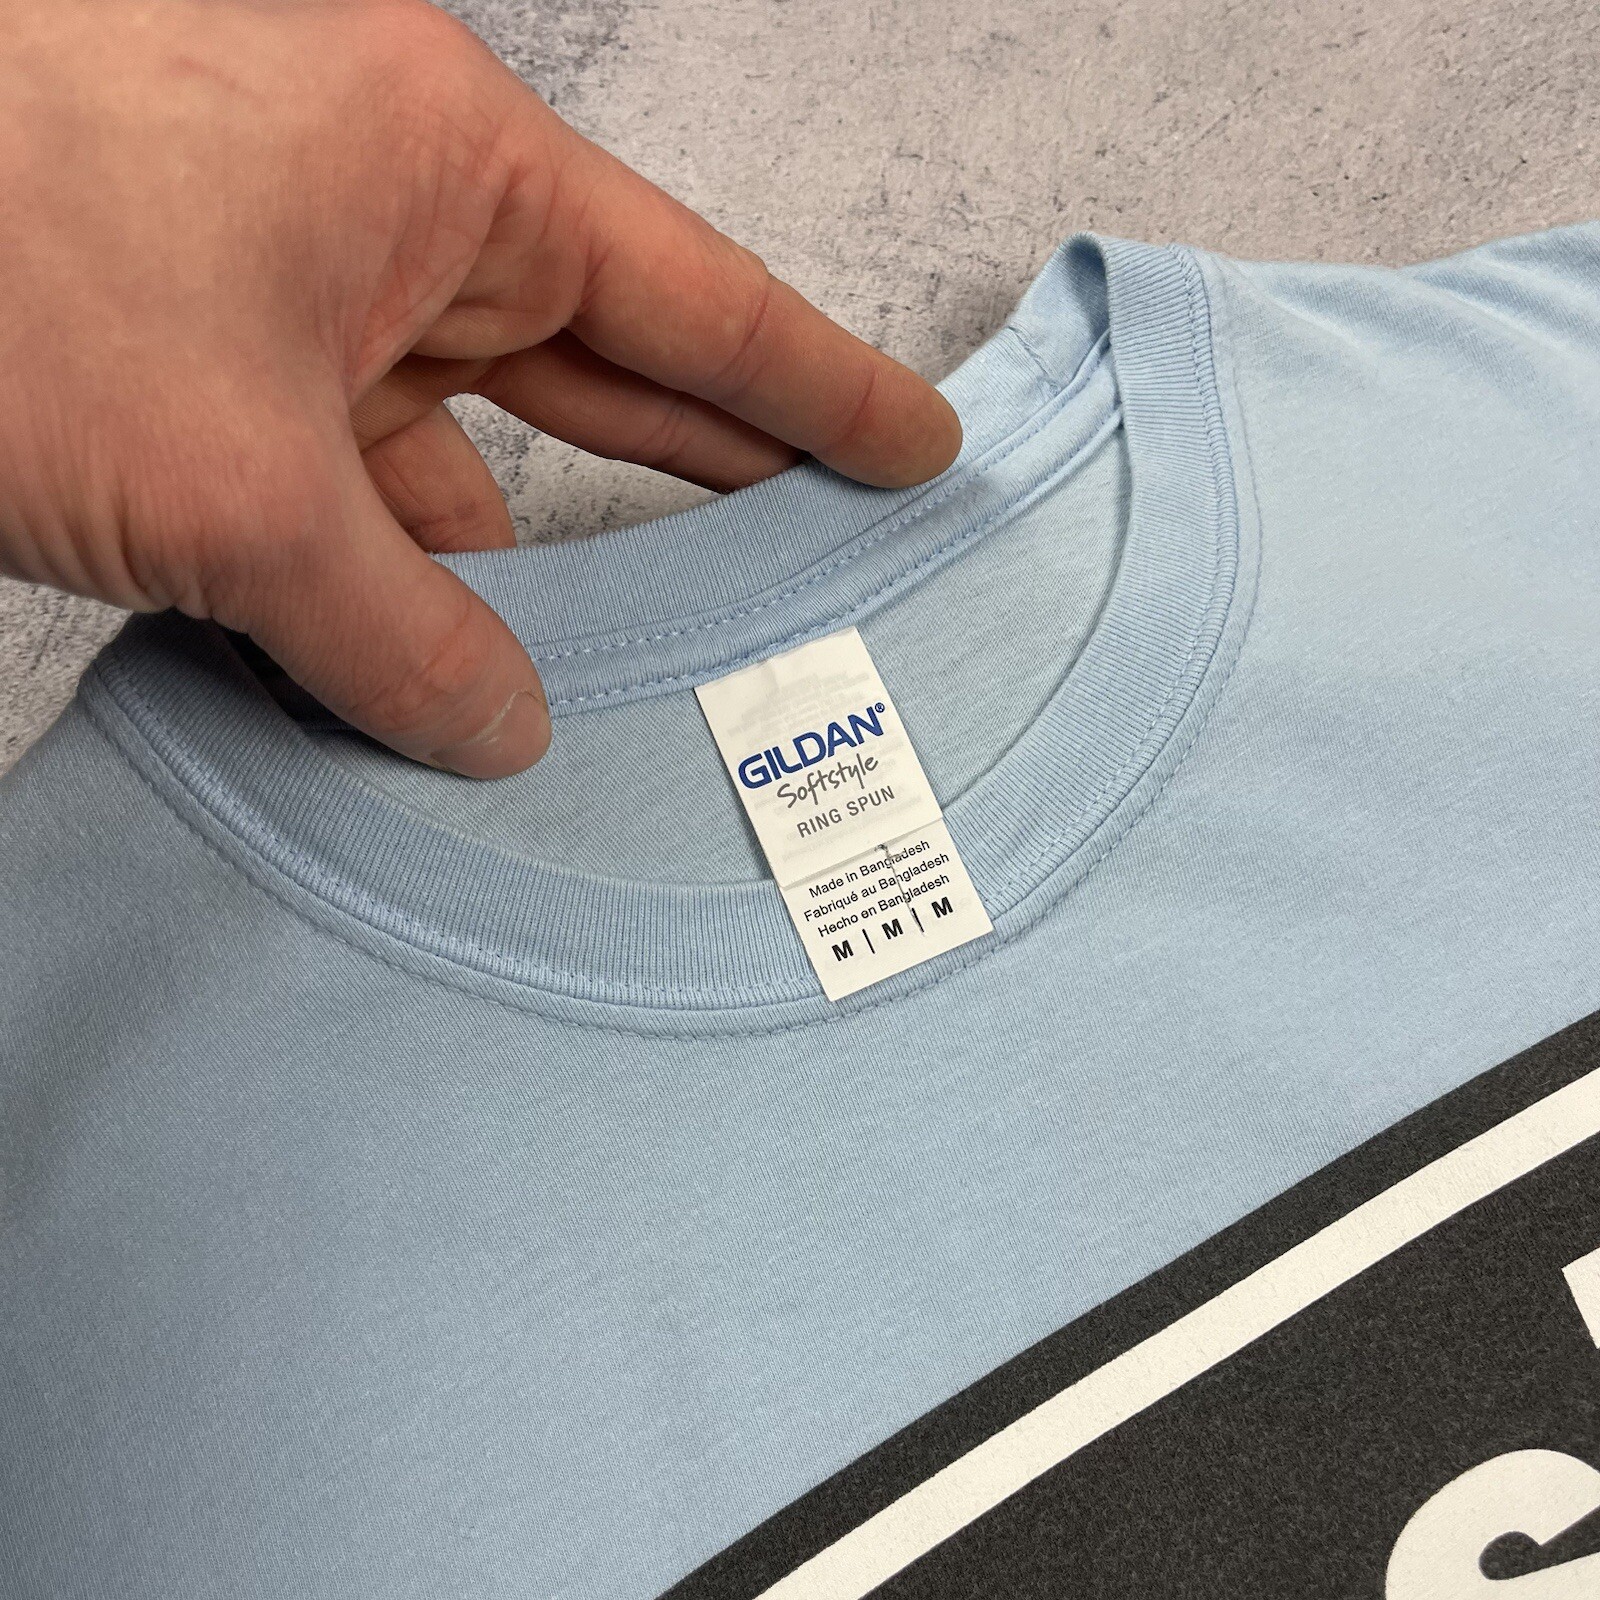 GILDAN®
Softstyle
RING SPUN
Made in Bangladesh
Fabriqué au Bangladesh
Hecho en Bangladesh
M | M | M
S